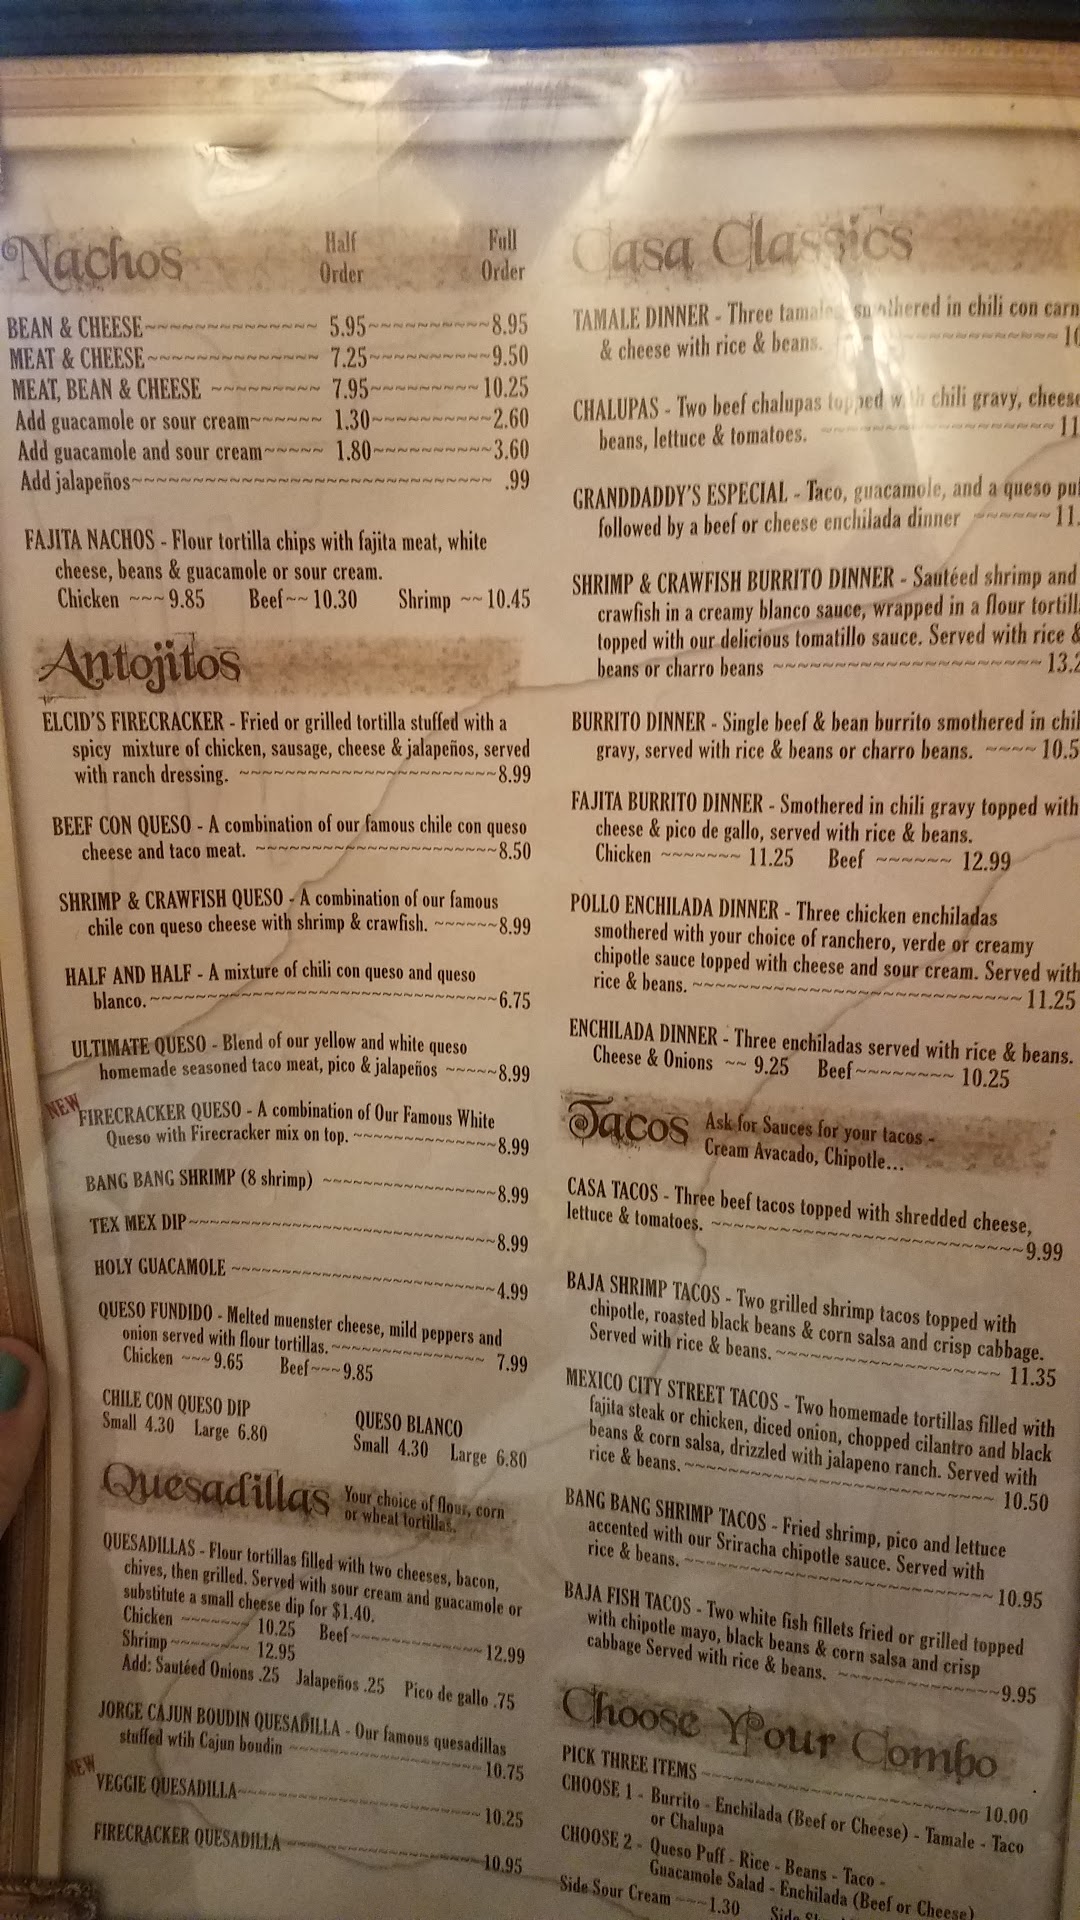 Nachos Half Order Full Order
BEAN & CHEESE~~~~~~~~~~~~~~ 5.95~~~~~~~~~~8.95
MEAT & CHEESE~~~~~~~~~~~~~~ 7.25~~~~~~~~~~9.50
MEAT, BEAN & CHEESE ~~~~~~~~~ 7.95~~~~~~~~~10.25
Add guacamole or sour cream~~~~~~ 1.30~~~~~~~~~~2.60
Add guacamole and sour cream~~~~~ 1.80~~~~~~~~~~3.60
Add jalapeños~~~~~~~~~~~~~~~~~~~~~~~~~~~~~ .99
FAJITA NACHOS - Flour tortilla chips with fajita meat, white
cheese, beans & guacamole or sour cream.
Chicken ~~~9.85 Beef~~10.30 Shrimp ~~10.45
Antojitos
ELCID'S FIRECRACKER - Fried or grilled tortilla stuffed with a
spicy mixture of chicken, sausage, cheese & jalapeños, served
with ranch dressing. ~~~~~~~~~~~~~~~~~~~~~8.99
BEEF CON QUESO - A combination of our famous chile con queso
cheese and taco meat. ~~~~~~~~~~~~~~~~~~~~8.50
SHRIMP & CRAWFISH QUESO - A combination of our famous
chile con queso cheese with shrimp & crawfish. ~~~~~~8.99
HALF AND HALF - A mixture of chili con queso and queso
blanco.~~~~~~~~~~~~~~~~~~~~~~~~~~~~~6.75
ULTIMATE QUESO - Blend of our yellow and white queso
homemade seasoned taco meat, pico & jalapeños ~~~~~8.99
NEW
FIRECRACKER QUESO - A combination of Our Famous White
Queso with Firecracker mix on top. ~~~~~~~~~~~~8.99
BANG BANG SHRIMP (8 shrimp) ~~~~~~~~~~~~~~~8.99
TEX MEX DIP~~~~~~~~~~~~~~~~~~~~~~~~~~8.99
HOLY GUACAMOLE ~~~~~~~~~~~~~~~~~~~~~~4.99
QUESO FUNDIDO - Melted muenster cheese, mild peppers and
onion served with flour tortillas.~~~~~~~~~~~~~ 7.99
Chicken ~~~9.65 Beef~~~9.85
CHILE CON QUESO DIP
Small 4.30 Large 6.80
QUESO BLANCO
Small 4.30 Large 6.80
Quesadillas Your choice of flour, corn
or wheat tortillas.
QUESADILLAS - Flour tortillas filled with two cheeses, bacon,
chives, then grilled. Served with sour cream and guacamole or
substitute a small cheese dip for $1.40.
Chicken ~~~~~~~ 10.25 Beef~~~~~~~~~~~~12.99
Shrimp~~~~~~~~ 12.95
Add: Sautéed Onions .25 Jalapeños .25 Pico de gallo .75
JORGE CAJUN BOUDIN QUESADILLA - Our famous quesadillas
stuffed wtih Cajun boudin ~~~~~~~~~~~~~~~~~10.75
NEW
VEGGIE QUESADILLA~~~~~~~~~~~~~~~~~~~~10.25
FIRECRACKER QUESADILLA ~~~~~~~~~~~~~~~~10.95
Casa Classics
TAMALE DINNER - Three smothered in chili con carn
& cheese with rice & beans. ~~~~~~~~~~~~10
CHALUPAS - Two beef chalupas topped with chili gravy, cheese
beans, lettuce & tomatoes. ~~~~~~~~~~~~~~~~~~~11
GRANDDADDY'S ESPECIAL - Taco, guacamole, and a queso puf
followed by a beef or cheese enchilada dinner ~~~~~~11.
SHRIMP & CRAWFISH BURRITO DINNER - Sautéed shrimp and
crawfish in a creamy blanco sauce, wrapped in a flour tortill
topped with our delicious tomatillo sauce. Served with rice &
beans or charro beans ~~~~~~~~~~~~~~~~~~~~~~13.2
BURRITO DINNER - Single beef & bean burrito smothered in chil
gravy, served with rice & beans or charro beans. ~~~~ 10.5
FAJITA BURRITO DINNER - Smothered in chili gravy topped with
cheese & pico de gallo, served with rice & beans.
Chicken ~~~~~~~ 11.25 Beef ~~~~~~ 12.99
POLLO ENCHILADA DINNER - Three chicken enchiladas
smothered with your choice of ranchero, verde or creamy
chipotle sauce topped with cheese and sour cream. Served with
rice & beans. ~~~~~~~~~~~~~~~~~~~~~~~~~~~ 11.25
ENCHILADA DINNER - Three enchiladas served with rice & beans.
Cheese & Onions ~~ 9.25 Beef~~~~~~~~ 10.25
Tacos Ask for Sauces for your tacos -
Cream Avacado, Chipotle...
CASA TACOS - Three beef tacos topped with shredded cheese,
lettuce & tomatoes. ~~~~~~~~~~~~~~~~~~~~~~~~~9.99
BAJA SHRIMP TACOS - Two grilled shrimp tacos topped with
chipotle, roasted black beans & corn salsa and crisp cabbage.
Served with rice & beans. ~~~~~~~~~~~~~~~~~~ 11.35
MEXICO CITY STREET TACOS - Two homemade tortillas filled with
fajita steak or chicken, diced onion, chopped cilantro and black
beans & corn salsa, drizzled with jalapeno ranch. Served with
rice & beans.~~~~~~~~~~~~~~~~~~~~~~~~~ 10.50
BANG BANG SHRIMP TACOS - Fried shrimp, pico and lettuce
accented with our Sriracha chipotle sauce. Served with
rice & beans. ~~~~~~~~~~~~~~~~~~~~~~~~~10.95
BAJA FISH TACOS - Two white fish fillets fried or grilled topped
with chipotle mayo, black beans & corn salsa and crisp
cabbage Served with rice & beans. ~~~~~~~~~~~~~9.95
Choose Your Combo
PICK THREE ITEMS ~~~~~~~~~~~~~~~~~~~~~~10.00
CHOOSE 1 - Burrito - Enchilada (Beef or Cheese) - Tamale - Taco
or Chalupa
CHOOSE 2 - Queso Puff - Rice - Beans - Taco -
Guacamole Salad - Enchilada (Beef or Cheese)
Side Sour Cream ~~~1.30 Side